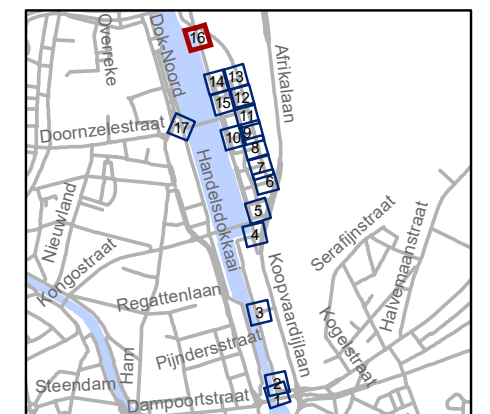 Overreke
Dok-Noord
16
Afrikalaan
14
13
15
12
11
Doornzelestraat
17
10
9
8
7
6
Handelsdokkaai
Nieuwland
5
4
Serafijnstraat
Halvemaanstraat
Kongostraat
Koopvaardijlaan
Regattenlaan
3
Kogelstraat
Pijndersstraat
Ham
Steendam
2
1
Dampoortstraat